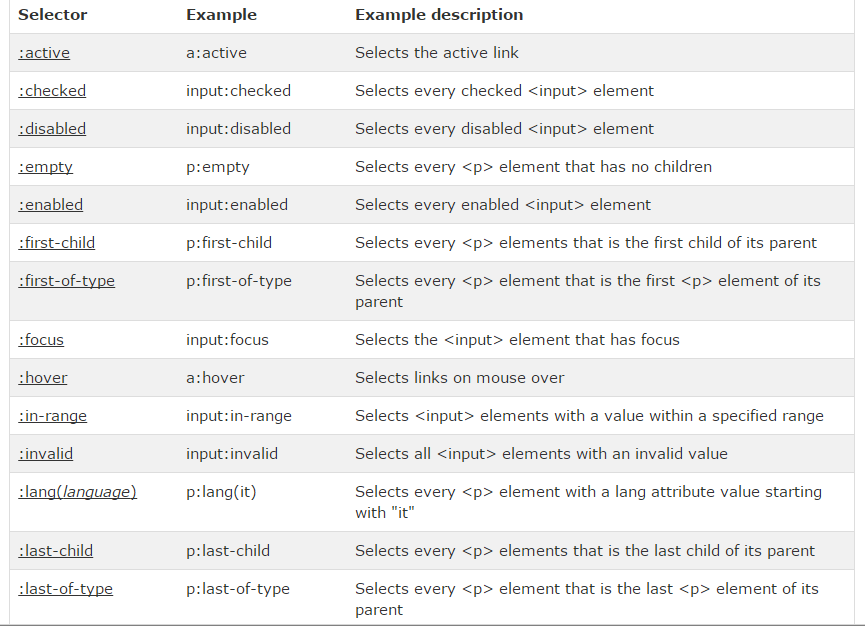 Selector Example Example description
:active a:active Selects the active link
:checked input:checked Selects every checked <input> element
:disabled input:disabled Selects every disabled <input> element
:empty p:empty Selects every <p> element that has no children
:enabled input:enabled Selects every enabled <input> element
:first-child p:first-child Selects every <p> elements that is the first child of its parent
:first-of-type p:first-of-type Selects every <p> element that is the first <p> element of its
parent
:focus input:focus Selects the <input> element that has focus
:hover a:hover Selects links on mouse over
:in-range input:in-range Selects <input> elements with a value within a specified range
:invalid input:invalid Selects all <input> elements with an invalid value
:lang(language) p:lang(it) Selects every <p> element with a lang attribute value starting
with "it"
:last-child p:last-child Selects every <p> elements that is the last child of its parent
:last-of-type p:last-of-type Selects every <p> element that is the last <p> element of its
parent